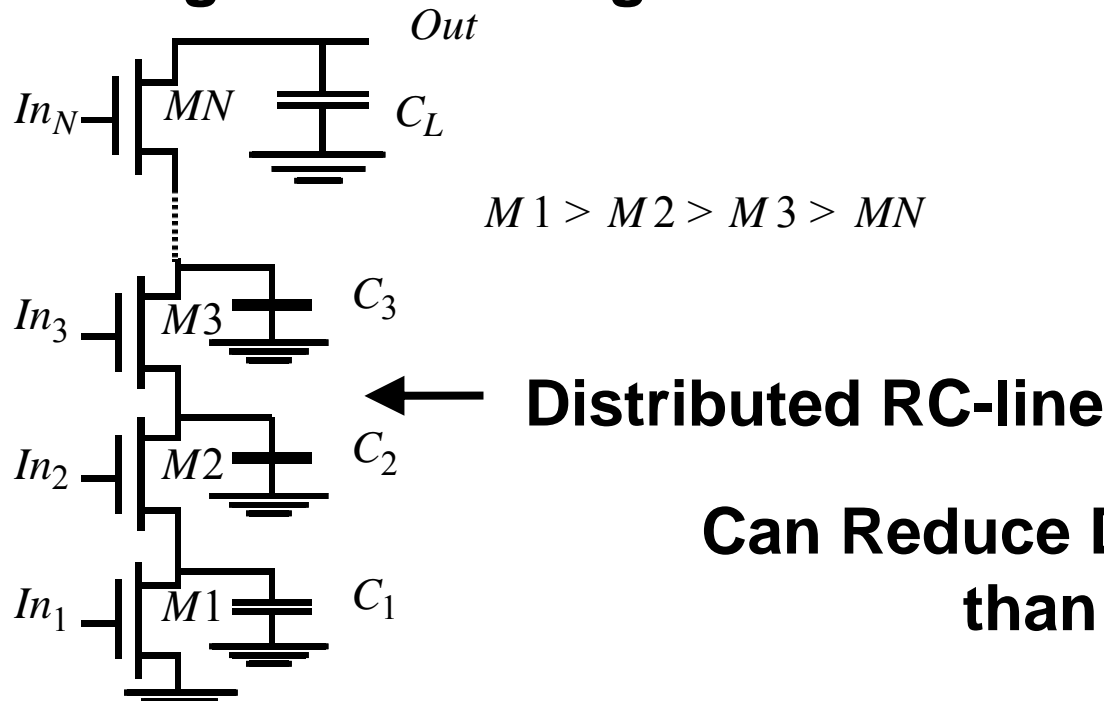 Out
In_N MN C_L
M1 > M2 > M3 > MN
In_3 M3 C_3
Distributed RC-line
In_2 M2 C_2
Can Reduce
than
In_1 M1 C_1